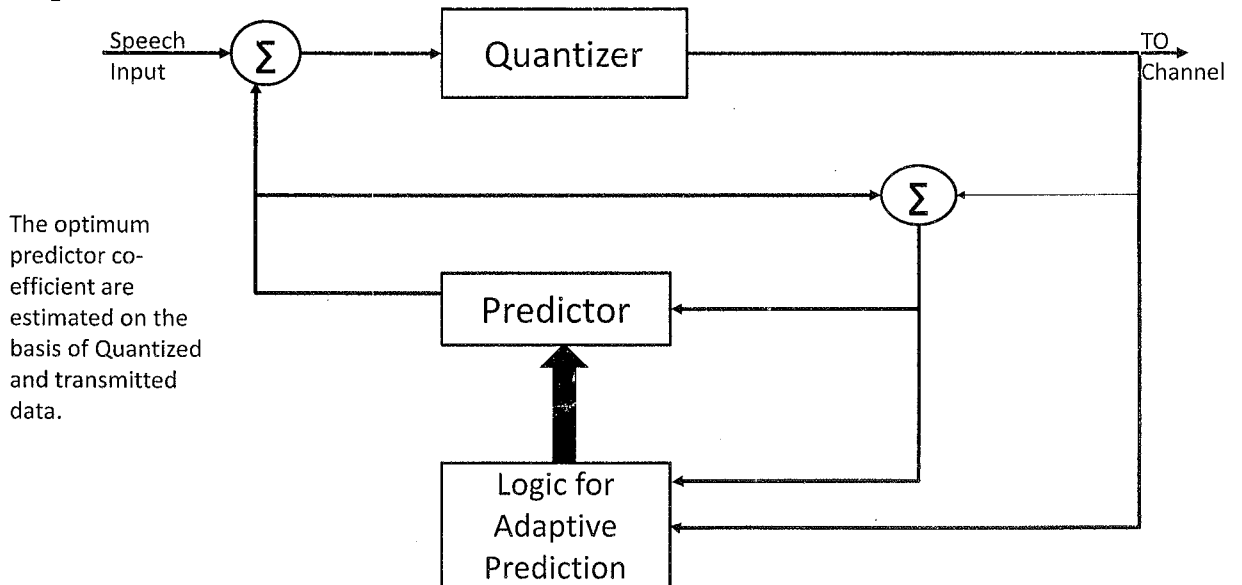 Speech
Input
Σ
Quantizer
TO
Channel
Σ
The optimum
predictor co-
efficient are
estimated on the
basis of Quantized
and transmitted
data.
Predictor
Logic for
Adaptive
Prediction